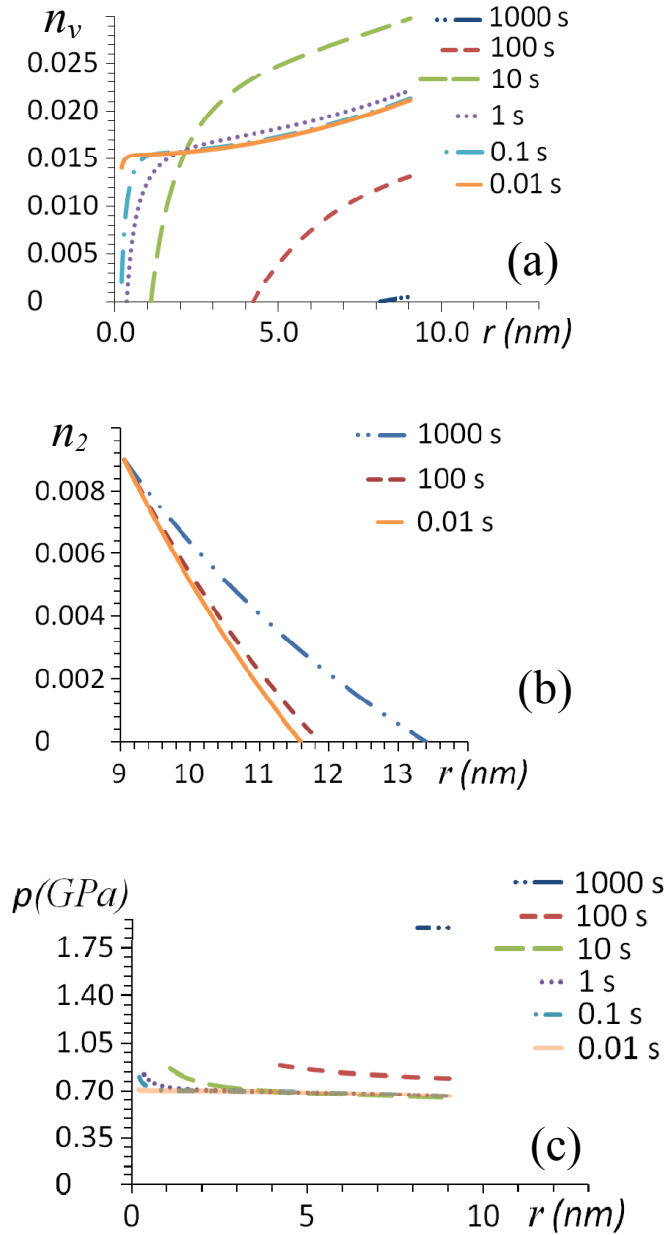 n_v
1000 s
100 s
10 s
1 s
0.1 s
0.01 s
0.025
0.020
0.015
0.010
0.005
0
(a)
0.0 5.0 10.0 r (nm)
n_2
1000 s
100 s
0.01 s
0.008
0.006
0.004
0.002
0
(b)
9 10 11 12 13 r (nm)
p(GPa)
1000 s
100 s
10 s
1 s
0.1 s
0.01 s
1.75
1.40
1.05
0.70
0.35
0
(c)
0 5 10 r (nm)